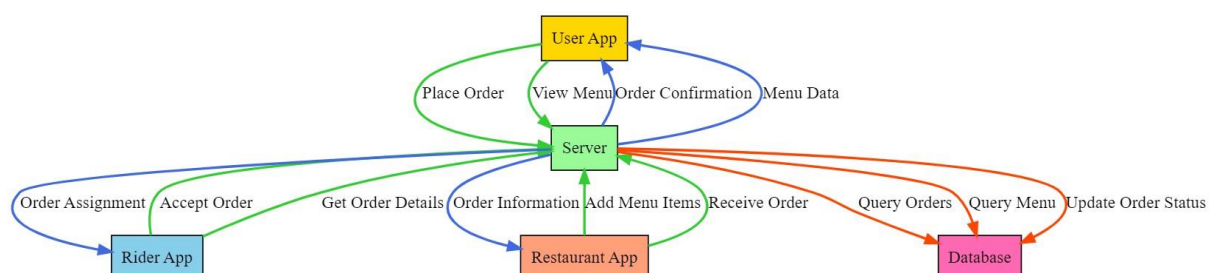 User App
Place Order
View Menu
Order Confirmation
Menu Data
Server
Order Assignment
Accept Order
Get Order Details
Order Information
Add Menu Items
Receive Order
Query Orders
Query Menu
Update Order Status
Rider App
Restaurant App
Database